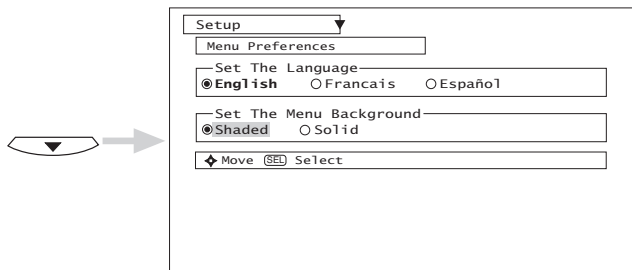 Setup
Menu Preferences
Set The Language
English Francais Español
Set The Menu Background
Shaded Solid
Move SEL Select